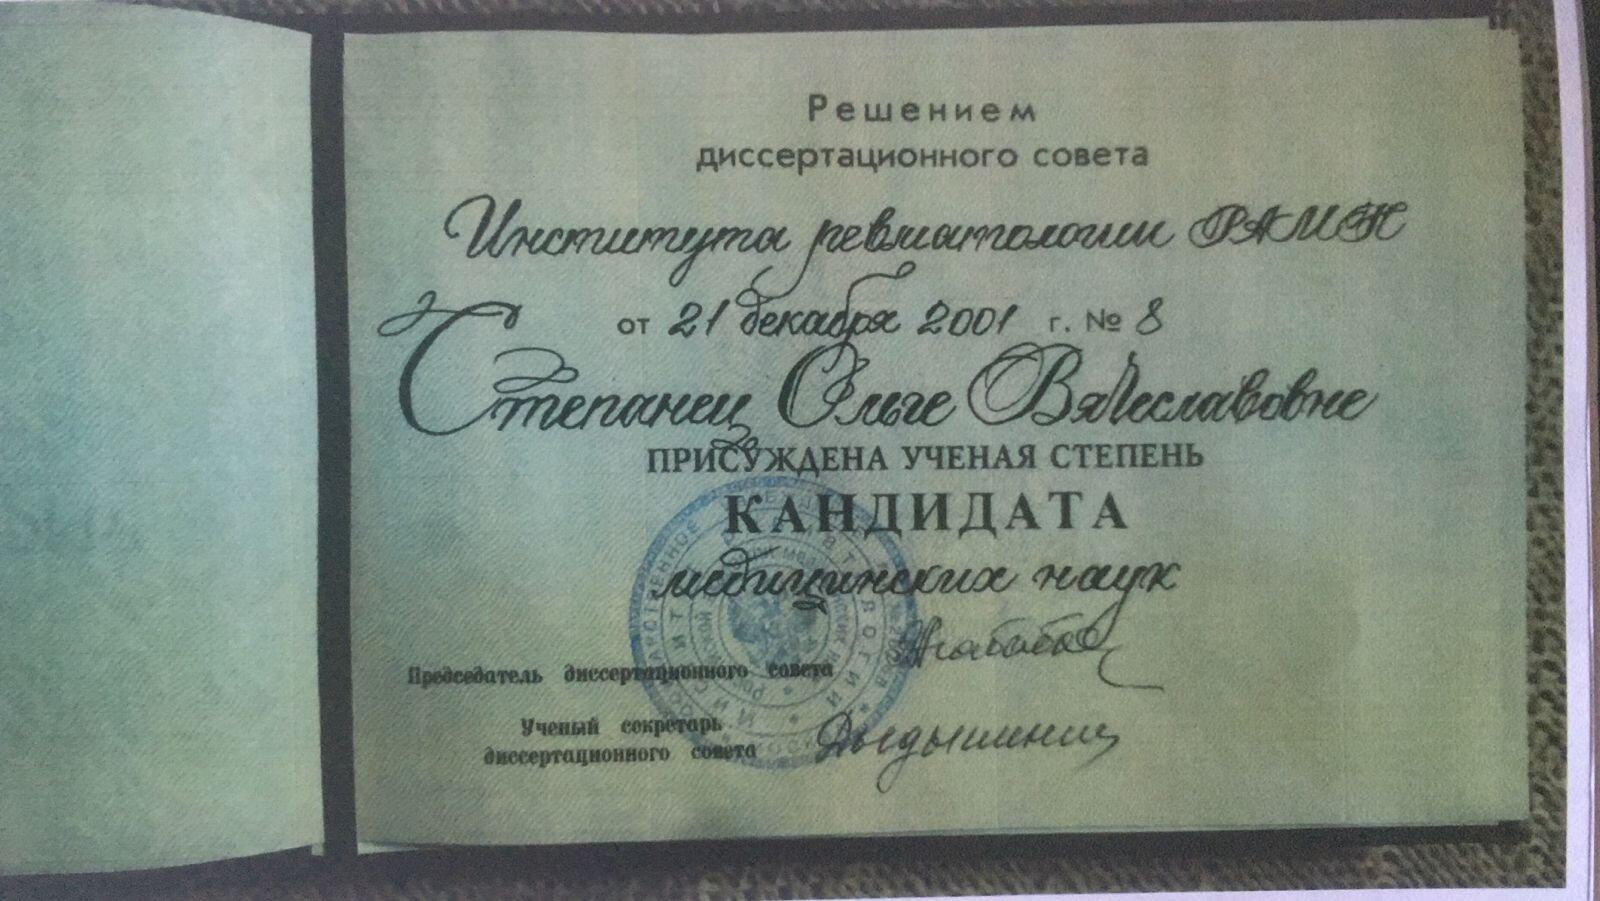 Решением
диссертационного совета
Института ревматологии РАМН
от 21 декабря 2001 г. № 8
Степанец Ольге Вячеславовне
ПРИСУЖДЕНА УЧЕНАЯ СТЕПЕНЬ
КАНДИДАТА
медицинских наук
Председатель диссертационного совета
Ученый секретарь
диссертационного совета